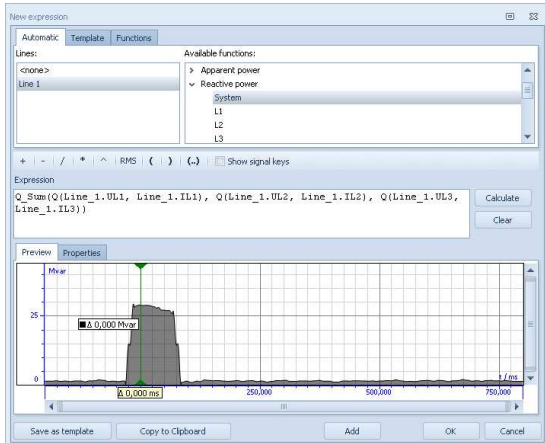 New expression
Automatic Template Functions
Lines:
<none>
Line 1
Available functions:
Apparent power
Reactive power
System
L1
L2
L3
+ - / * ^ RMS ( ) (..) Show signal keys
Expression
Q_Sum(Q(Line_1.UL1, Line_1.IL1), Q(Line_1.UL2, Line_1.IL2), Q(Line_1.UL3,
Line_1.IL3))
Calculate
Clear
Preview Properties
Mvar
25
Δ 0,000 Mvar
0
t / ms
Δ 0,000 ms 250,000 500,000 750,000
Save as template Copy to Clipboard Add OK Cancel